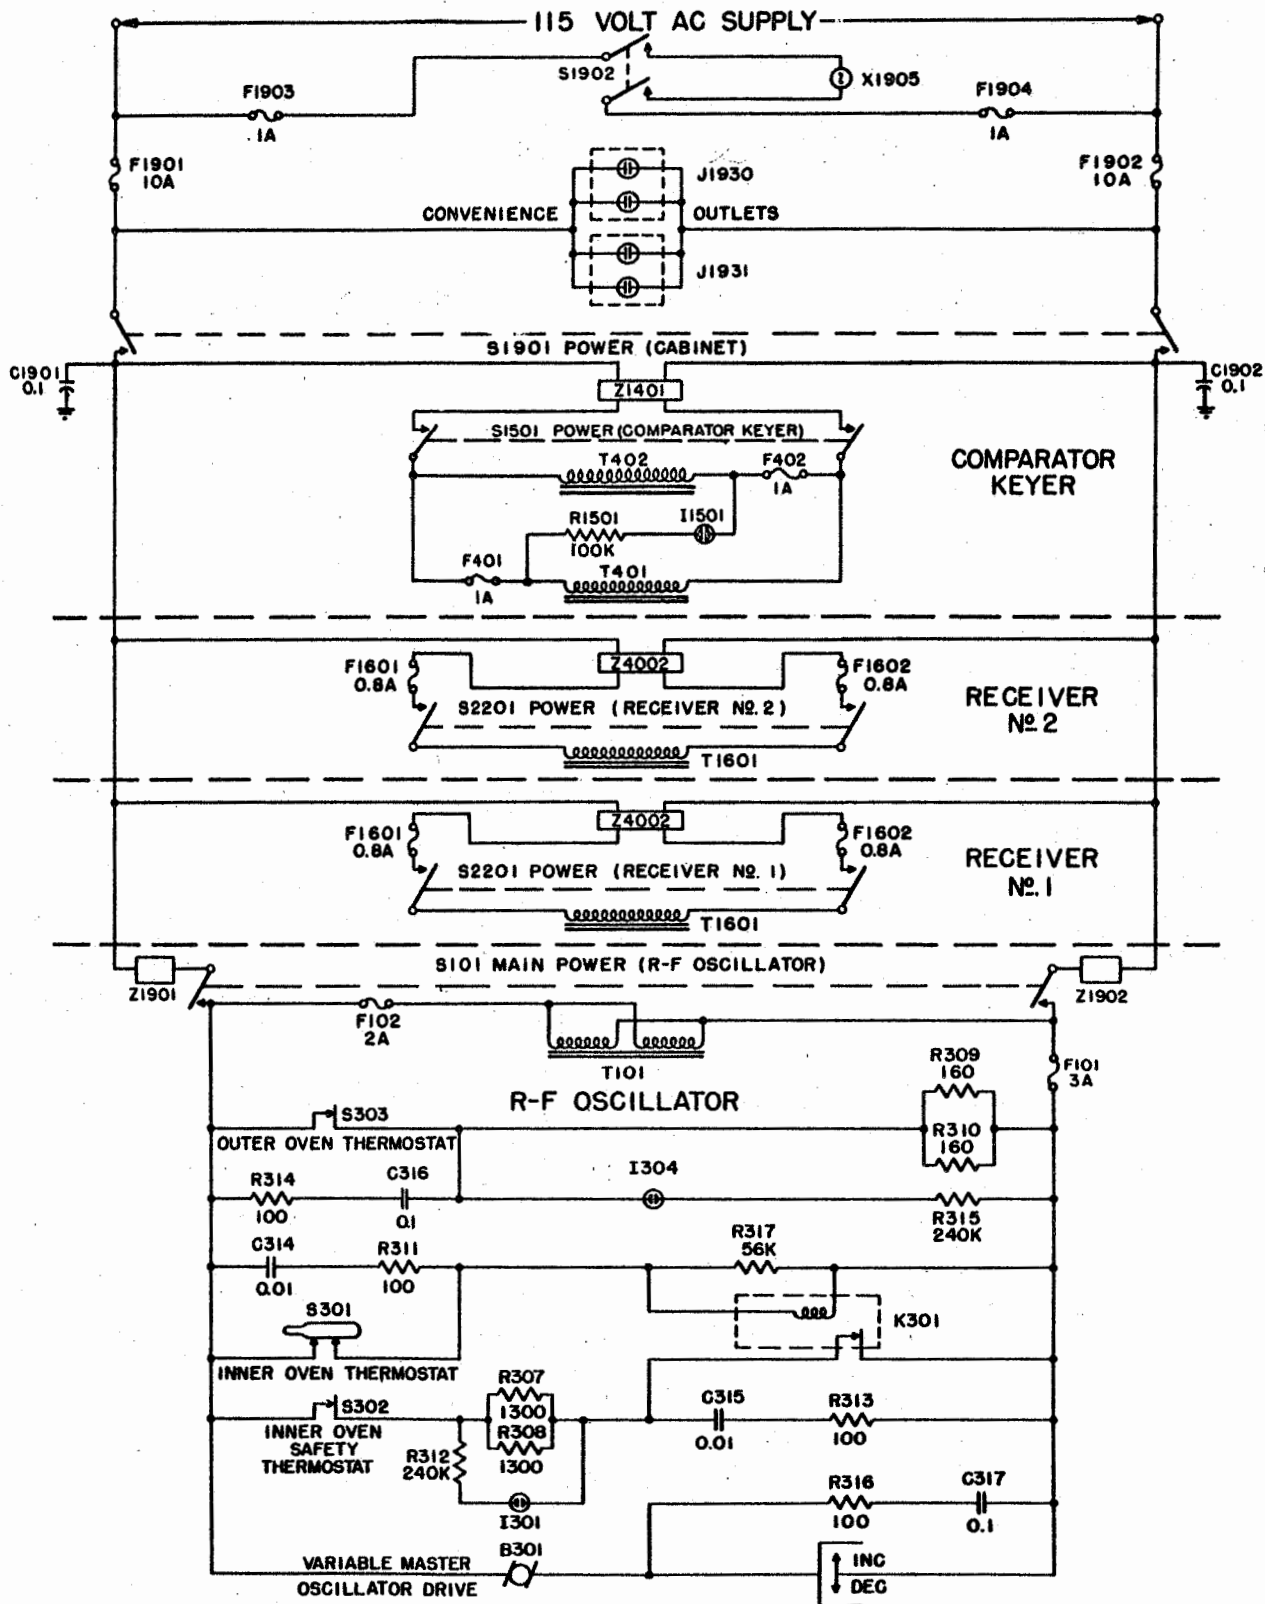 115 VOLT AC SUPPLY
S1902
X1905
F1903
1A
F1904
1A
F1901
10A
F1902
10A
J1930
CONVENIENCE OUTLETS
J1931
S1901 POWER (CABINET)
C1901
0.1
C1902
0.1
Z1401
S1501 POWER (COMPARATOR KEYER)
COMPARATOR
KEYER
T402
F402
1A
R1501
100K
I1501
F401
1A
T401
F1601
0.8A
Z4002
F1602
0.8A
S2201 POWER (RECEIVER Nº. 2)
RECEIVER
Nº. 2
T1601
F1601
0.8A
Z4002
F1602
0.8A
S2201 POWER (RECEIVER Nº. 1)
RECEIVER
Nº. 1
T1601
S101 MAIN POWER (R-F OSCILLATOR)
Z1901
Z1902
F102
2A
T101
R309
160
F101
3A
R-F OSCILLATOR
S303
OUTER OVEN THERMOSTAT
R310
160
R314
100
C316
0.1
I304
R315
240K
C314
0.01
R311
100
R317
56K
S301
K301
INNER OVEN THERMOSTAT
R307
1300
S302
INNER OVEN
SAFETY
THERMOSTAT
R308
1300
R312
240K
C315
0.01
R313
100
I301
R316
100
C317
0.1
B301
VARIABLE MASTER
OSCILLATOR DRIVE
INC
DEC